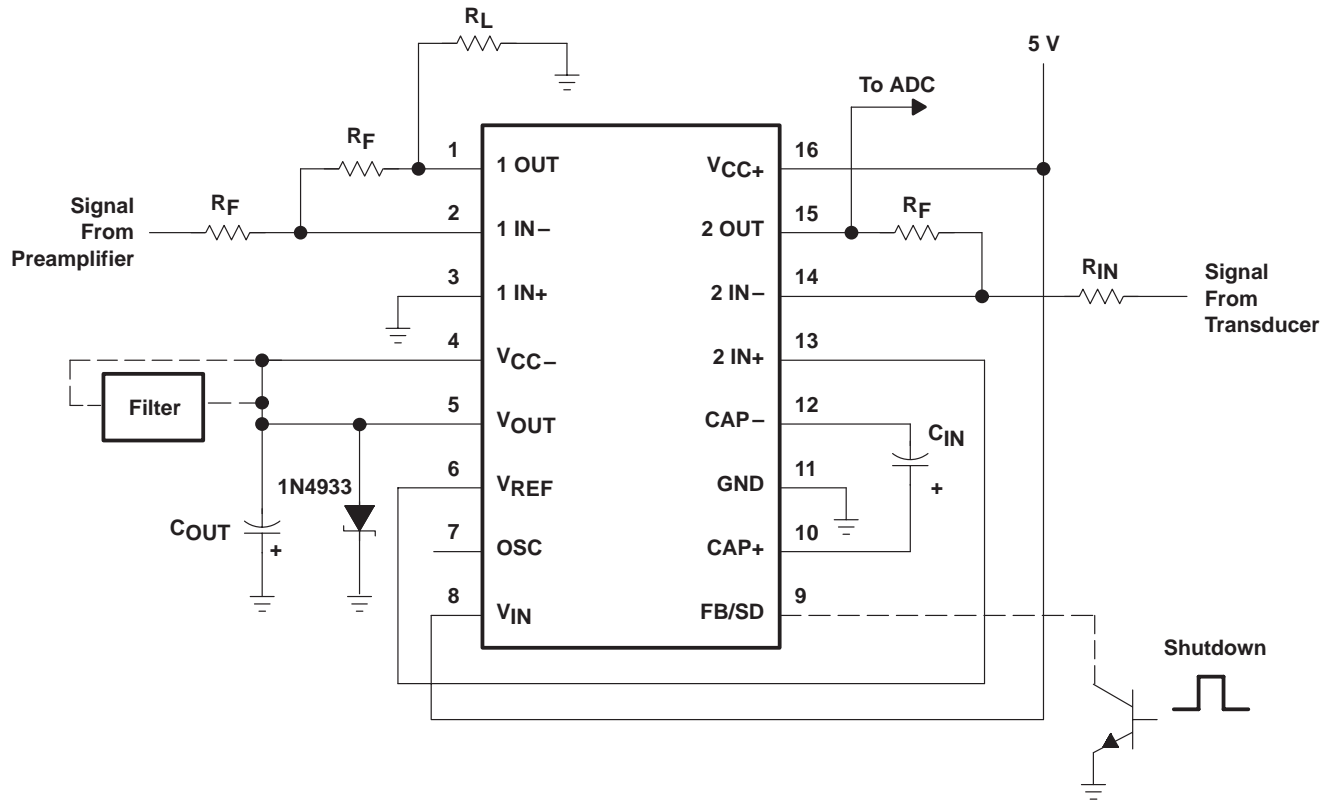 RL
5 V
To ADC
RF
1
1 OUT
VCC+
16
Signal
From
Preamplifier
RF
2
1 IN–
2 OUT
15
RF
3
1 IN+
2 IN–
14
RIN
Signal
From
Transducer
4
VCC–
2 IN+
13
Filter
5
VOUT
CAP–
12
CIN
+
6
VREF
GND
11
1N4933
COUT
+
7
OSC
CAP+
10
8
VIN
FB/SD
9
Shutdown